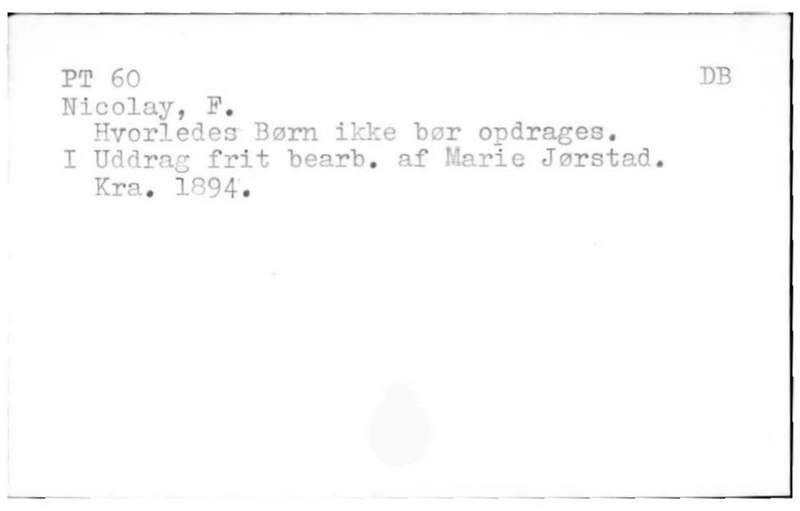 PT 60 DB
Nicolay, F.
Hvorledes Børn ikke bør opdrages.
I Uddrag frit bearb. af Marie Jørstad.
Kra. 1894.